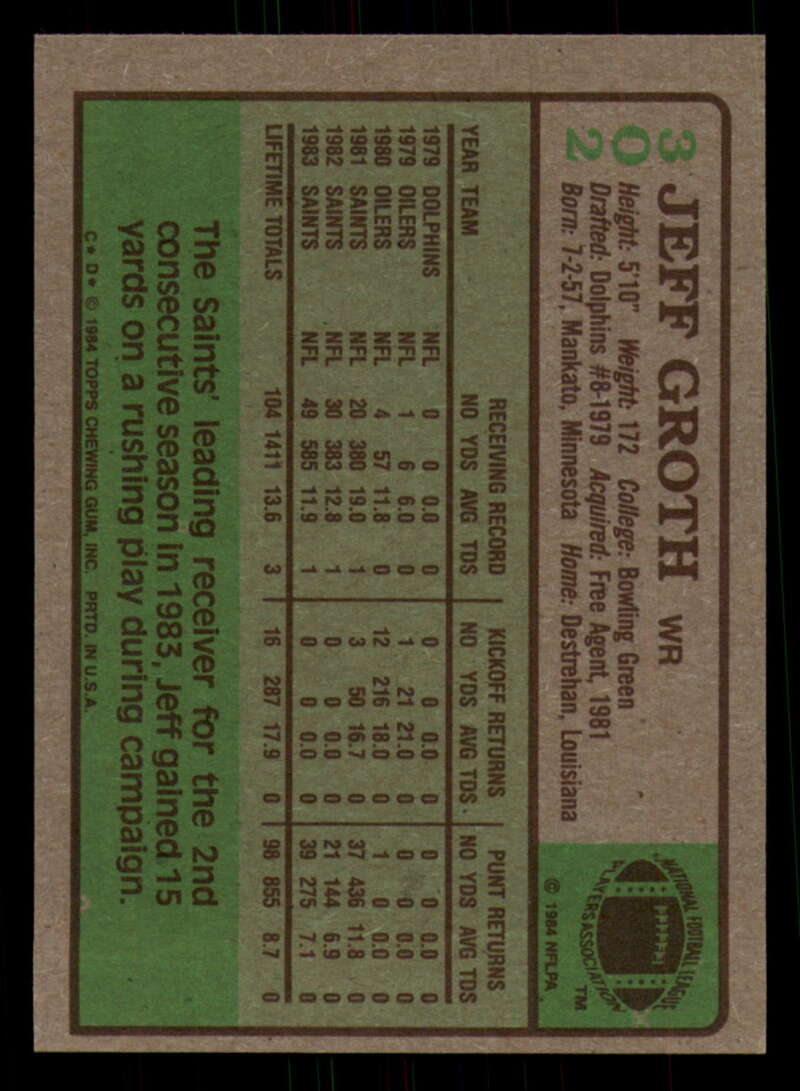 302
JEFF GROTH WR
Height: 5'10" Weight: 172 College: Bowling Green
Drafted: Dolphins #8-1979 Acquired: Free Agent, 1981
Born: 7-2-57, Mankato, Minnesota Home: Destrehan, Louisiana
NATIONAL FOOTBALL LEAGUE
PLAYERS ASSOCIATION
TM
© 1984 NFLPA
RECEIVING RECORD KICKOFF RETURNS PUNT RETURNS
YEAR TEAM NO YDS AVG TDS NO YDS AVG TDS. NO YDS AVG TDS
1979 DOLPHINS NFL 0 0 0.0 0 0 0 0.0 0 0 0 0.0 0
1979 OILERS NFL 1 6 6.0 0 1 21 21.0 0 0 0 0.0 0
1980 OILERS NFL 4 57 11.8 0 12 216 18.0 0 1 0 0.0 0
1981 SAINTS NFL 20 380 19.0 1 3 50 16.7 0 37 436 11.8 0
1982 SAINTS NFL 30 383 12.8 1 0 0 0.0 0 21 144 6.9 0
1983 SAINTS NFL 49 585 11.9 1 0 0 0.0 0 39 275 7.1 0
LIFETIME TOTALS 104 1411 13.6 3 16 287 17.9 0 98 855 8.7 0
The Saints' leading receiver for the 2nd
consecutive season in 1983, Jeff gained 15
yards on a rushing play during campaign.
C* D* © 1984 TOPPS CHEWING GUM, INC. PRTD. IN U.S.A.